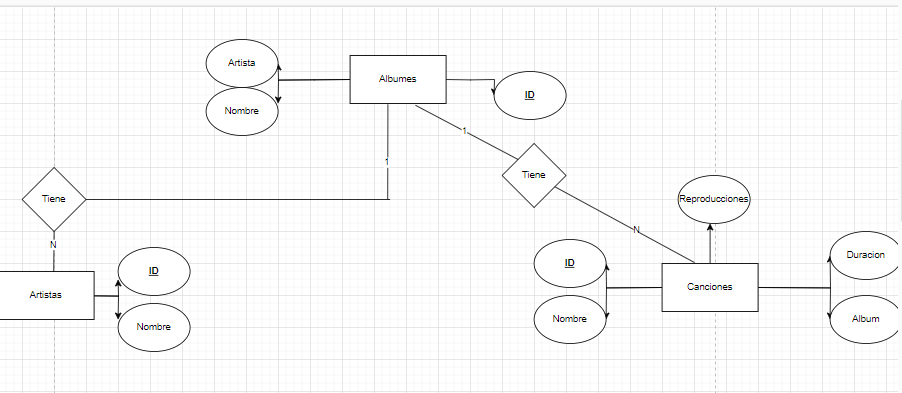 Artista
Albumes
ID
Nombre
1
1
Tiene
Tiene
Reproducciones
N
N
ID
ID
Duracion
Artistas
Canciones
Nombre
Nombre
Album